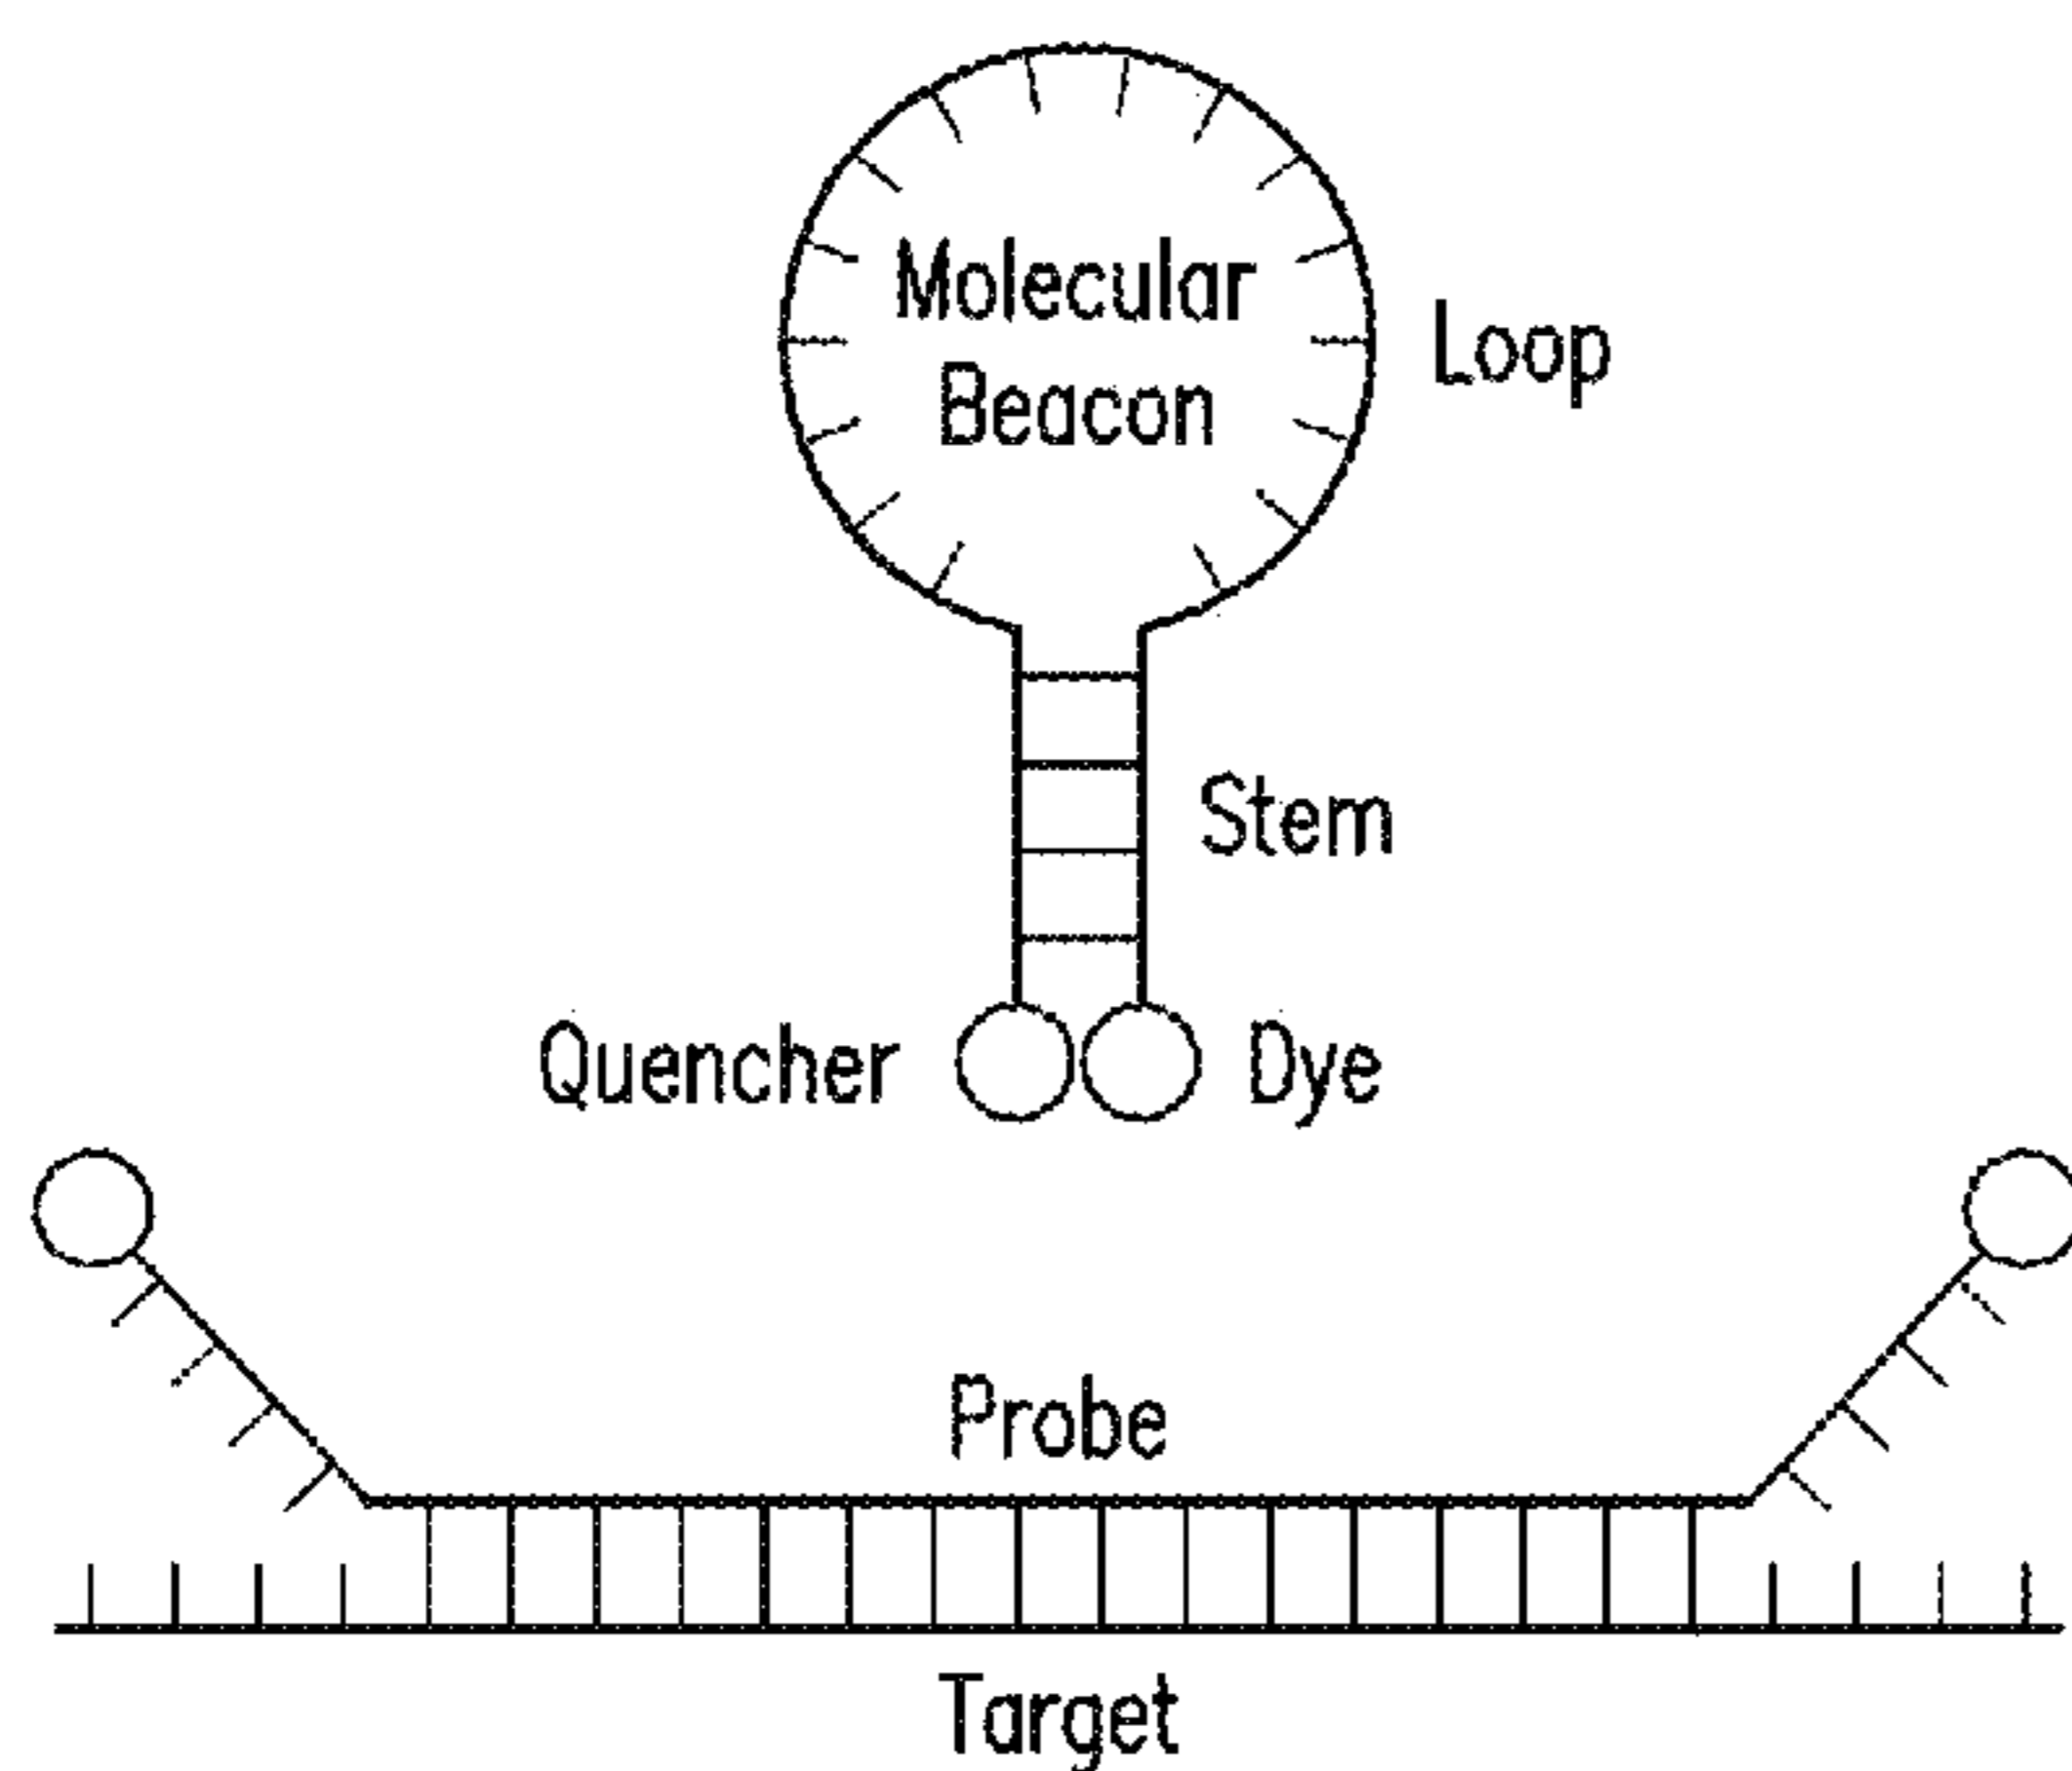 Molecular
Beacon
Loop
Stem
Quencher
Dye
Probe
Target